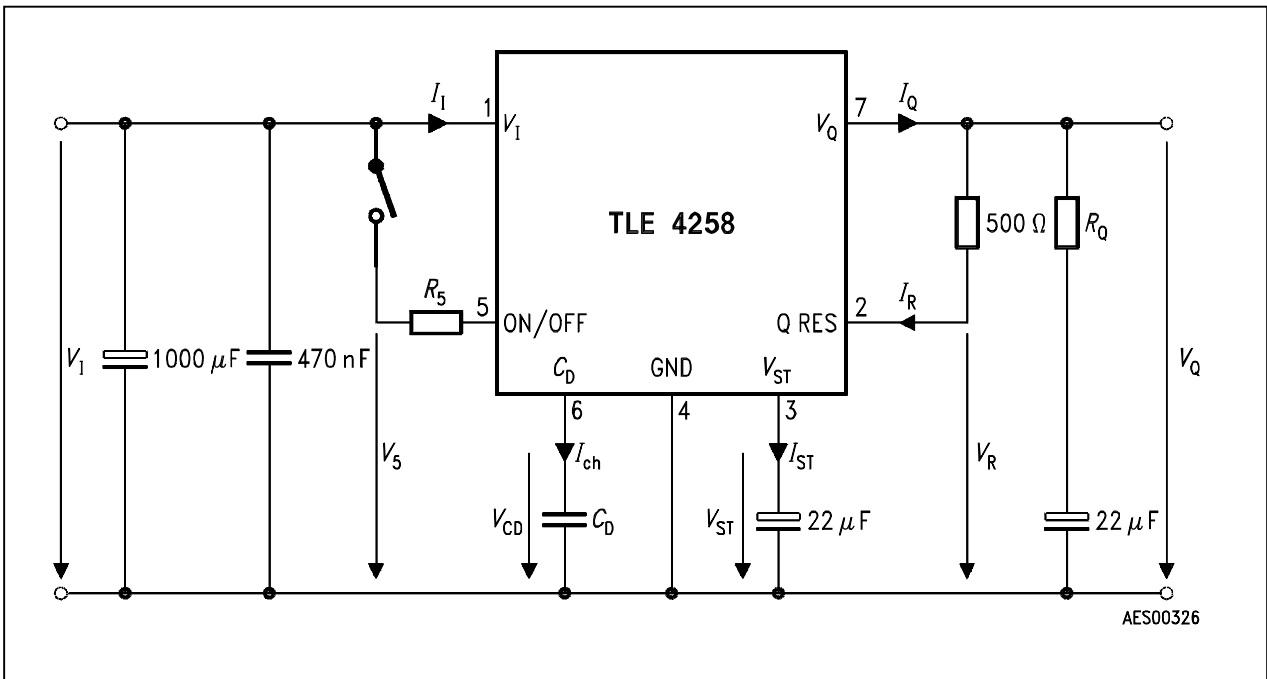 I_I
1
V_I
7
V_Q
I_Q
TLE 4258
500 Ω
R_Q
R_5
5
ON/OFF
Q RES
2
I_R
V_I
1000 μF
470 nF
C_D
GND
V_ST
V_Q
6
4
3
V_5
I_ch
I_ST
V_R
V_CD
C_D
V_ST
22 μF
22 μF
AES00326